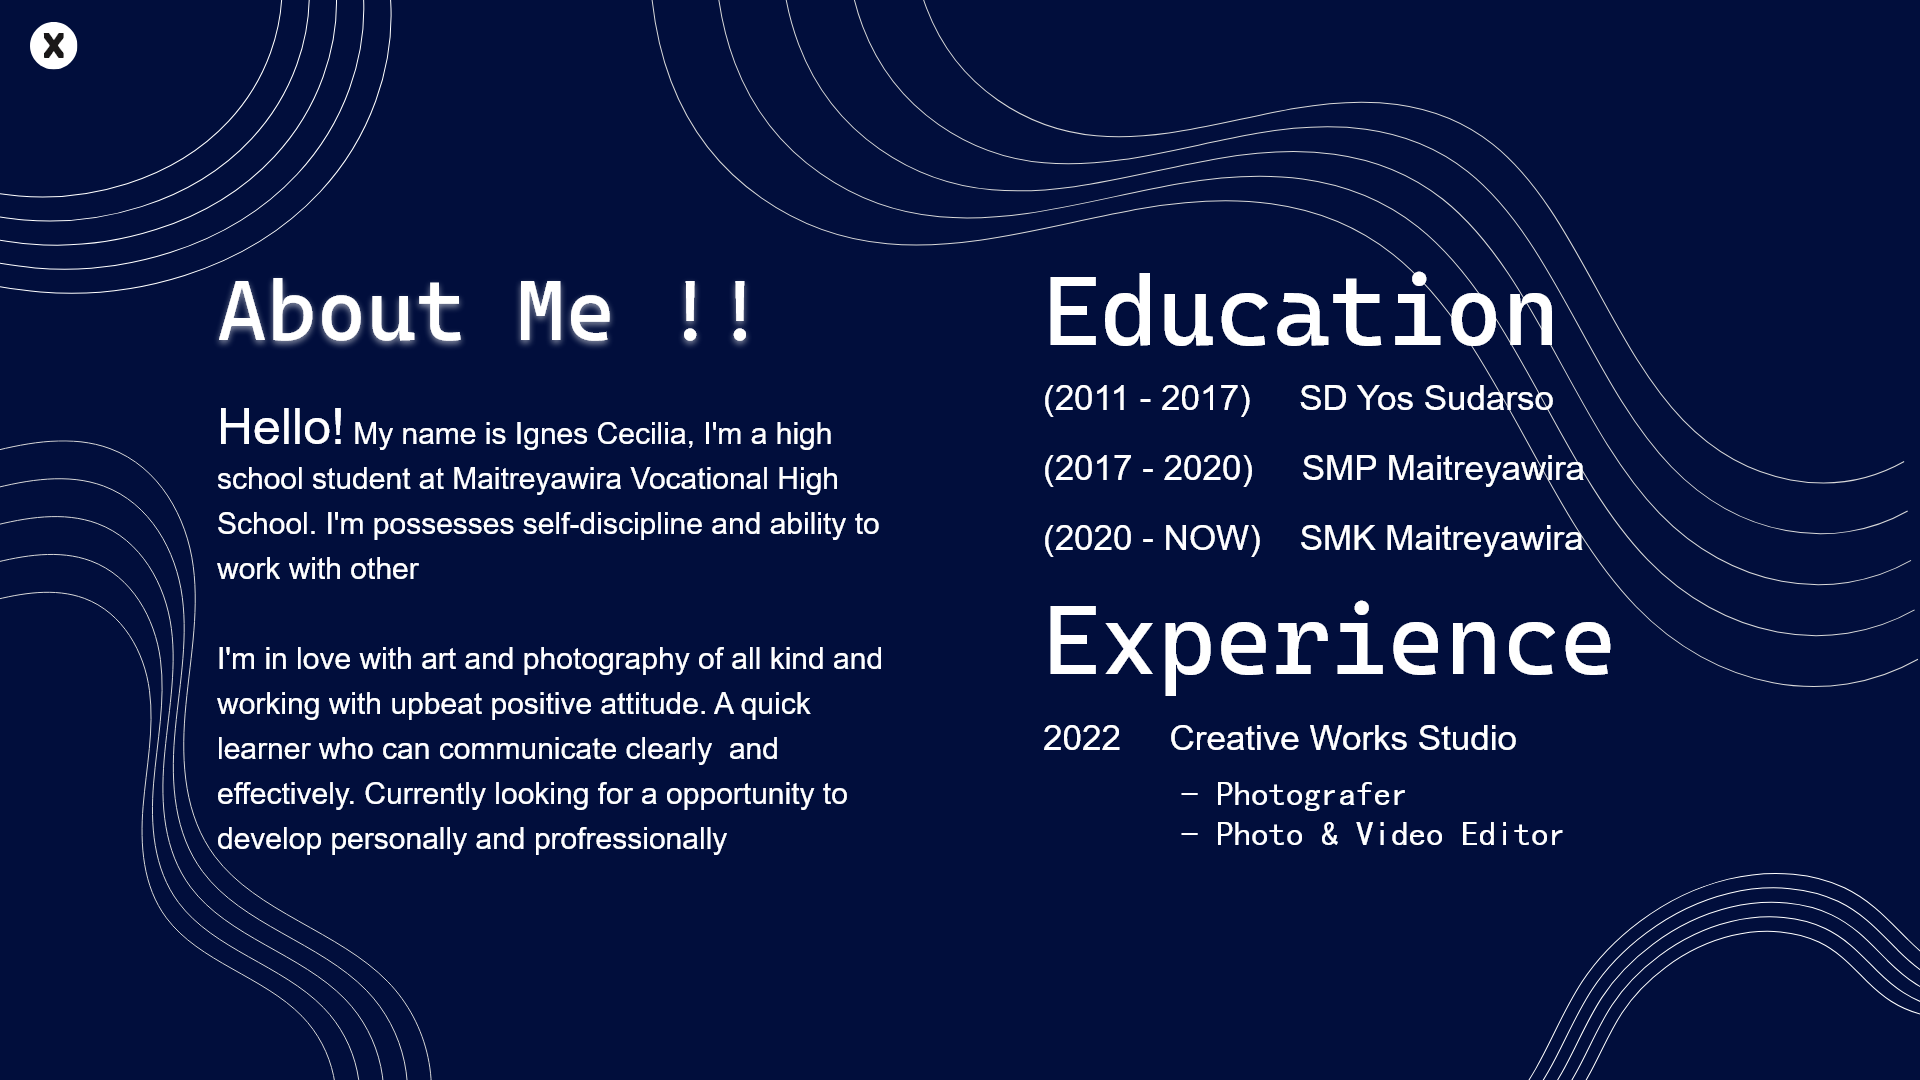 X
About Me !!
Hello! My name is Ignes Cecilia, I'm a high
school student at Maitreyawira Vocational High
School. I'm possesses self-discipline and ability to
work with other
I'm in love with art and photography of all kind and
working with upbeat positive attitude. A quick
learner who can communicate clearly  and
effectively. Currently looking for a opportunity to
develop personally and profressionally
Education
(2011 - 2017) SD Yos Sudarso
(2017 - 2020) SMP Maitreyawira
(2020 - NOW) SMK Maitreyawira
Experience
2022 Creative Works Studio
- Photografer
- Photo & Video Editor